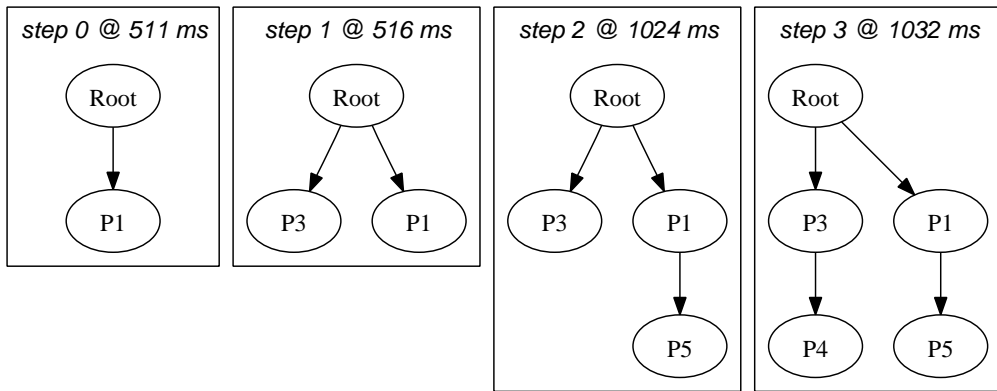 step 0 @ 511 ms
Root
P1
step 1 @ 516 ms
Root
P3 P1
step 2 @ 1024 ms
Root
P3 P1
P5
step 3 @ 1032 ms
Root
P3 P1
P4 P5